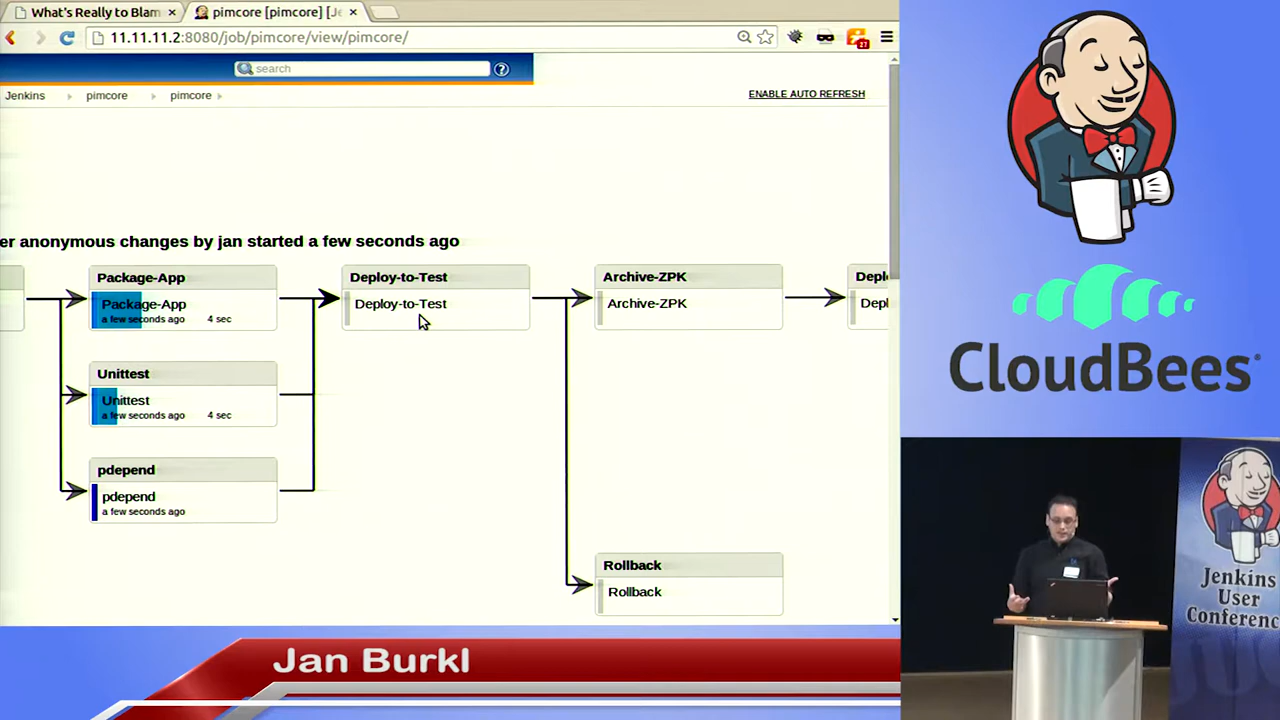 What's Really to Blam
pimcore [pimcore] [Je
11.11.11.2:8080/job/pimcore/view/pimcore/
27
search
?
Jenkins
pimcore
pimcore
ENABLE AUTO REFRESH
er anonymous changes by jan started a few seconds ago
Package-App
Package-App
a few seconds ago 4 sec
Unittest
Unittest
a few seconds ago 4 sec
pdepend
pdepend
a few seconds ago
Deploy-to-Test
Deploy-to-Test
Archive-ZPK
Archive-ZPK
Depl
Depl
Rollback
Rollback
CloudBees
Jenkins
User
Conferenc
Jan Burkl